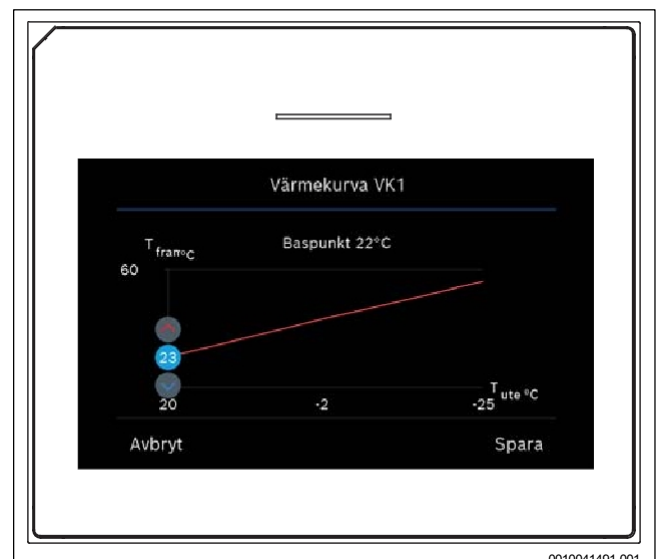 Värmekurva VK1
Baspunkt 22°C
T fram°C
60
23
20 -2 -25
T ute °C
Avbryt Spara
0010041491-001